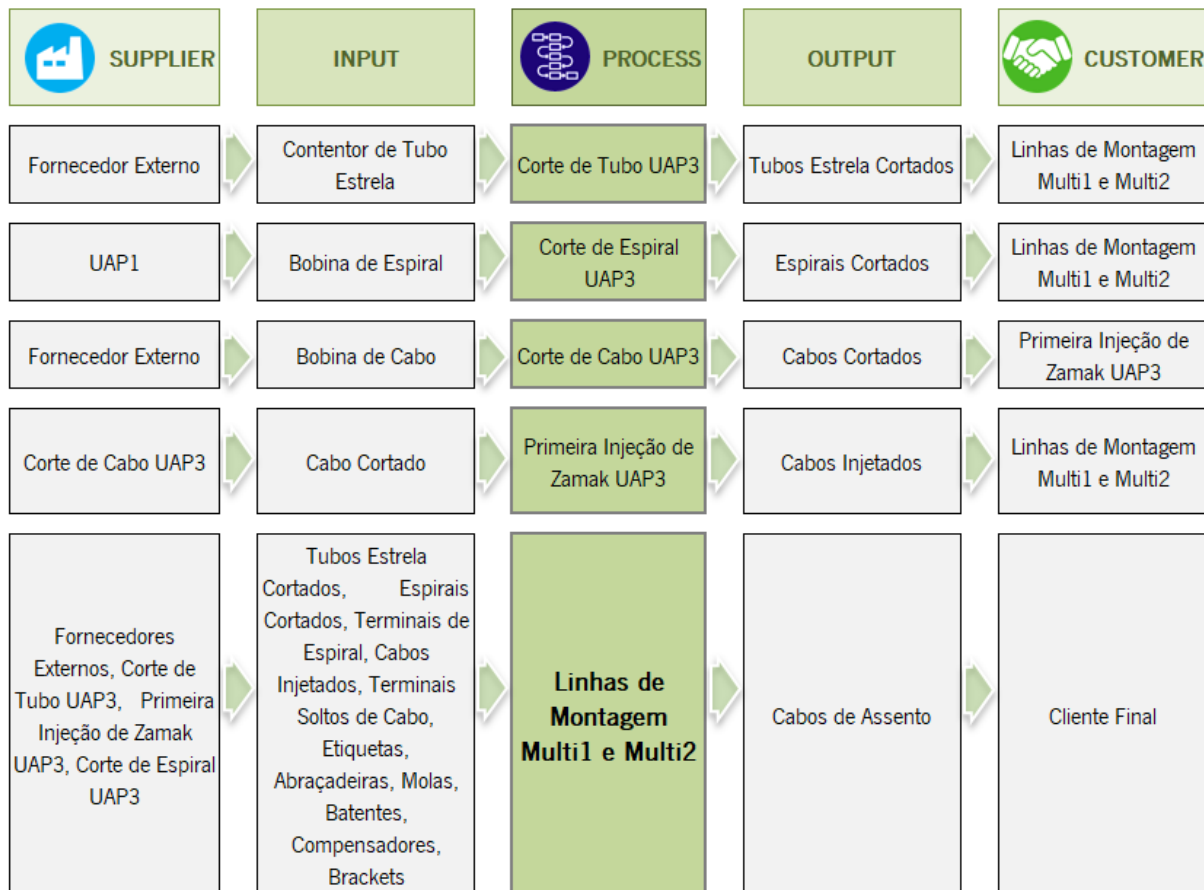 SUPPLIER
INPUT
PROCESS
OUTPUT
CUSTOMER
Fornecedor Externo
Contentor de Tubo
Estrela
Corte de Tubo UAP3
Tubos Estrela Cortados
Linhas de Montagem
Multi1 e Multi2
UAP1
Bobina de Espiral
Corte de Espiral
UAP3
Espirais Cortados
Linhas de Montagem
Multi1 e Multi2
Fornecedor Externo
Bobina de Cabo
Corte de Cabo UAP3
Cabos Cortados
Primeira Injeção de
Zamak UAP3
Corte de Cabo UAP3
Cabo Cortado
Primeira Injeção de
Zamak UAP3
Cabos Injetados
Linhas de Montagem
Multi1 e Multi2
Fornecedores
Externos, Corte de
Tubo UAP3, Primeira
Injeção de Zamak
UAP3, Corte de Espiral
UAP3
Tubos Estrela
Cortados, Espirais
Cortados, Terminais de
Espiral, Cabos
Injetados, Terminais
Soltos de Cabo,
Etiquetas,
Abraçadeiras, Molas,
Batentes,
Compensadores,
Brackets
Linhas de
Montagem
Multi1 e Multi2
Cabos de Assento
Cliente Final